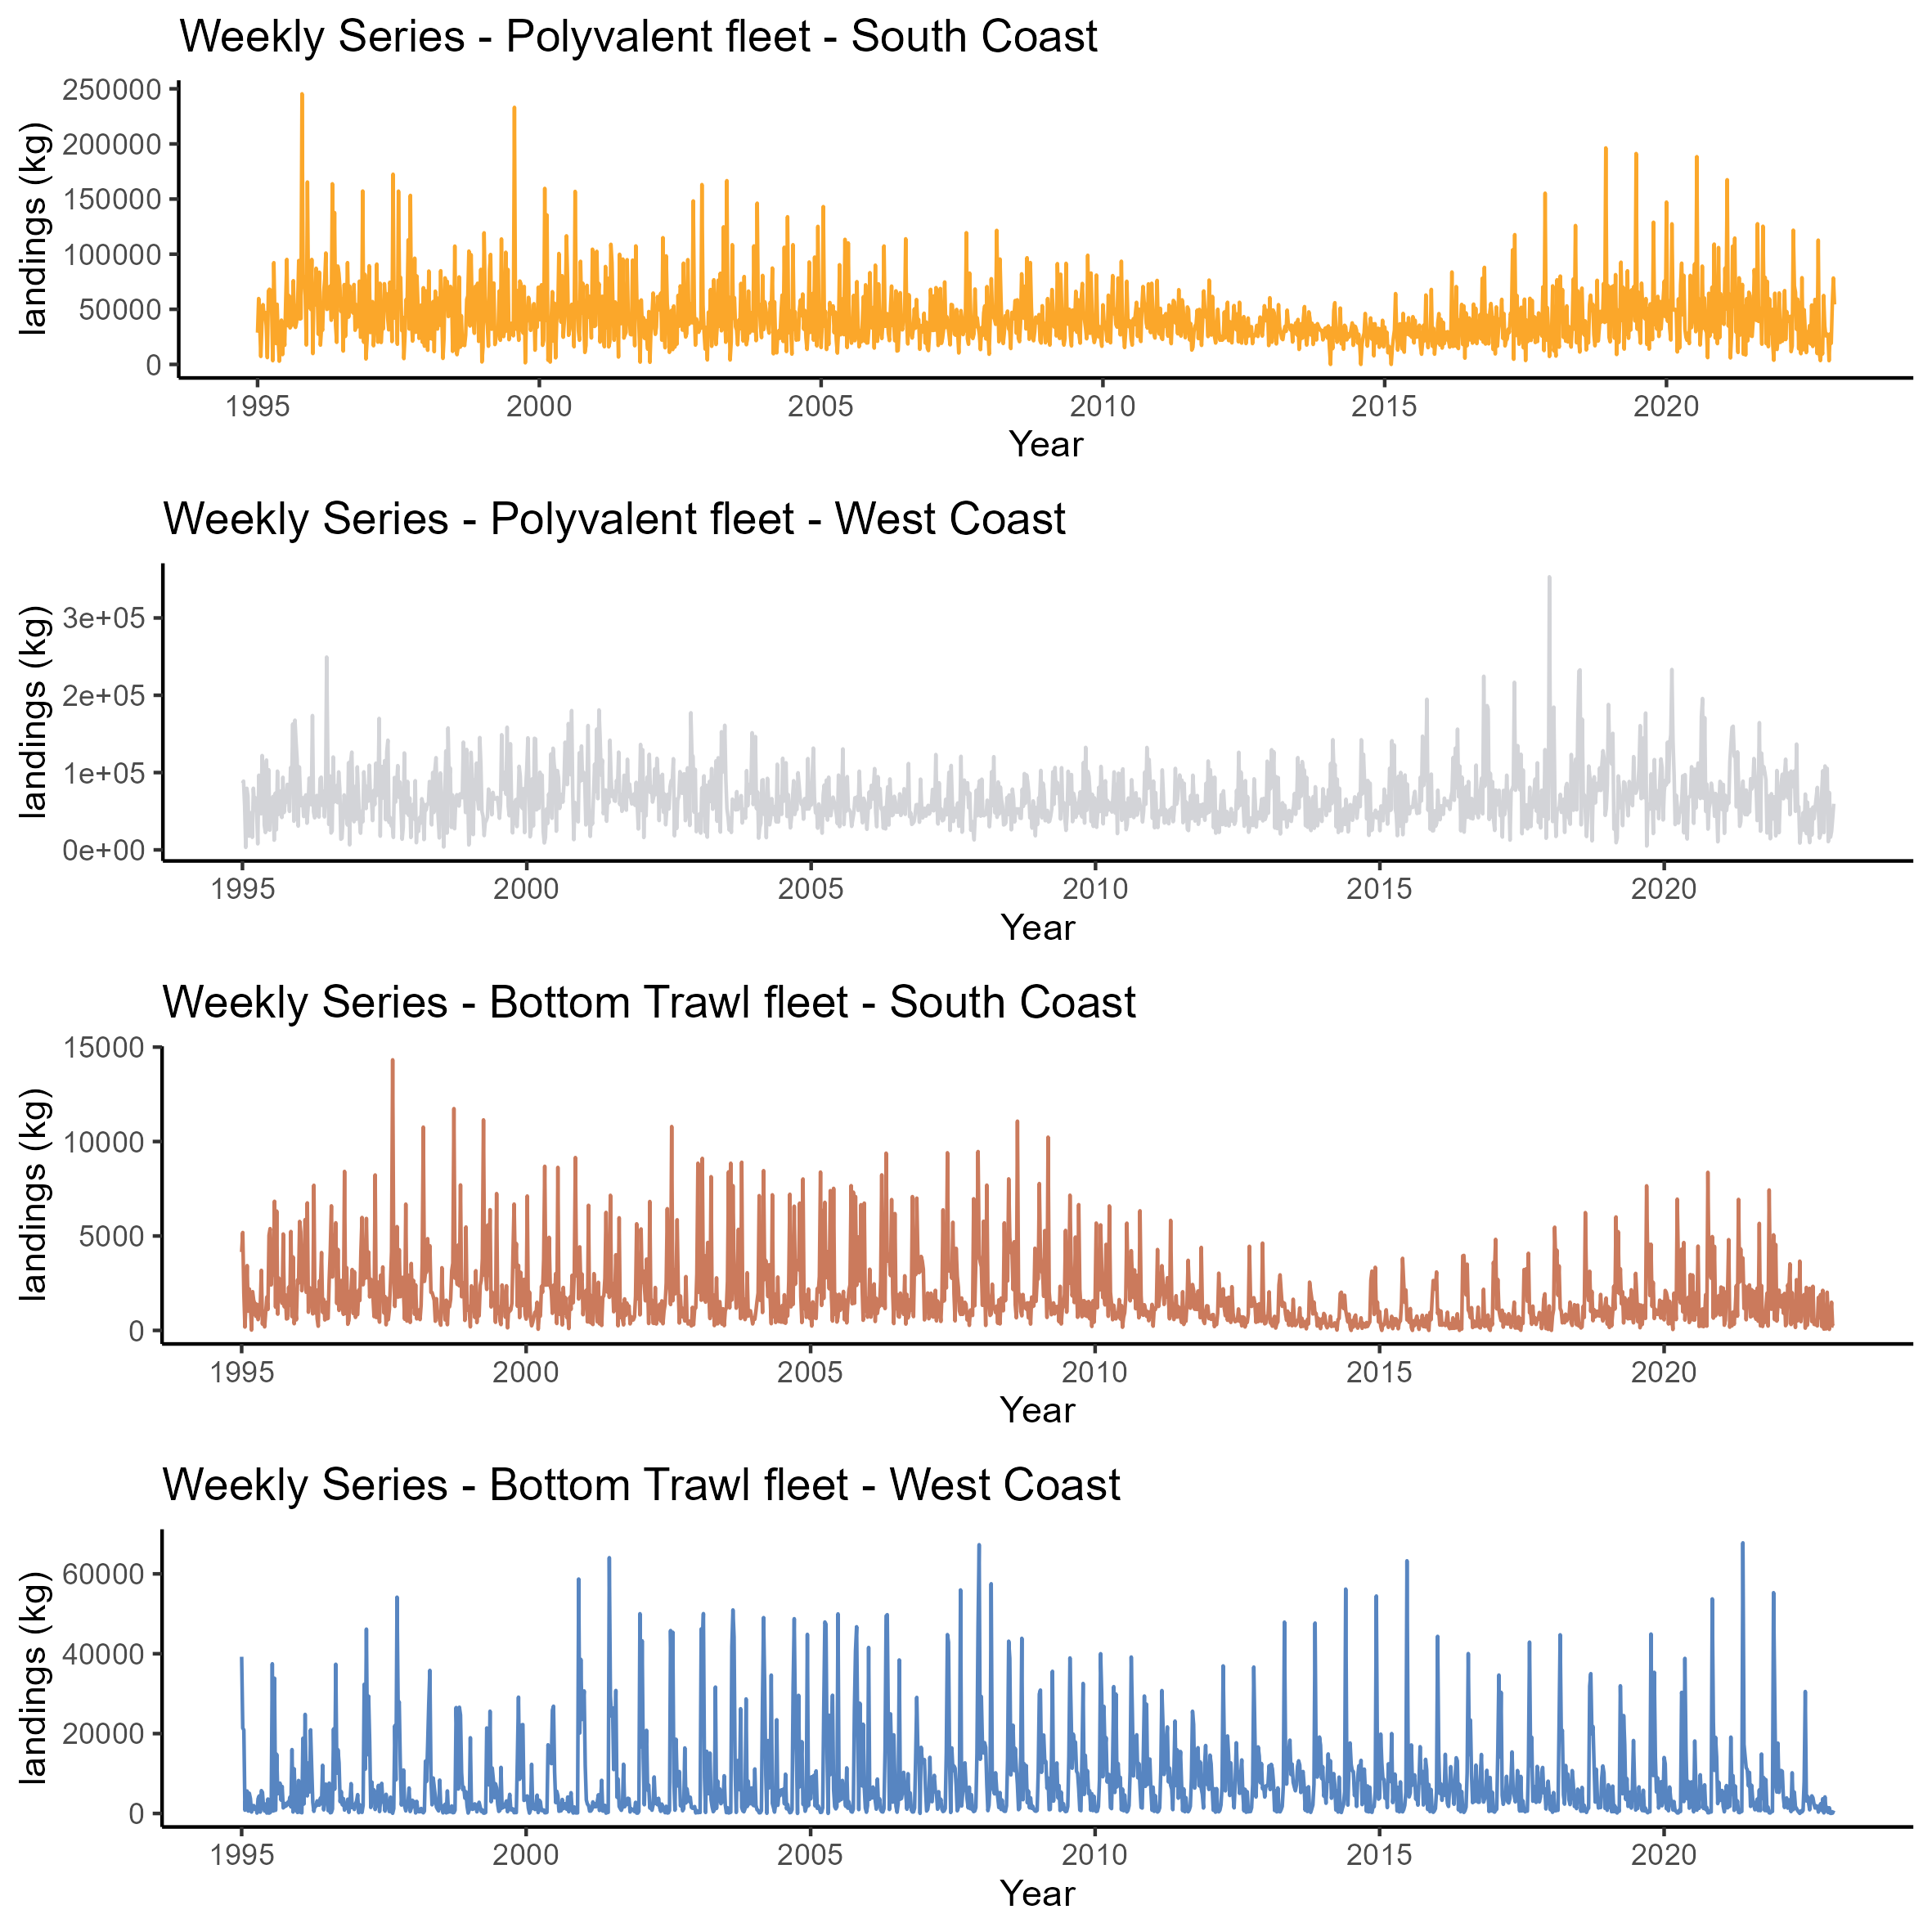 Weekly Series - Polyvalent fleet - South Coast
landings (kg)
250000
200000
150000
100000
50000
0
1995 2000 2005 2010 2015 2020
Year
Weekly Series - Polyvalent fleet - West Coast
landings (kg)
3e+05
2e+05
1e+05
0e+00
1995 2000 2005 2010 2015 2020
Year
Weekly Series - Bottom Trawl fleet - South Coast
landings (kg)
15000
10000
5000
0
1995 2000 2005 2010 2015 2020
Year
Weekly Series - Bottom Trawl fleet - West Coast
landings (kg)
60000
40000
20000
0
1995 2000 2005 2010 2015 2020
Year